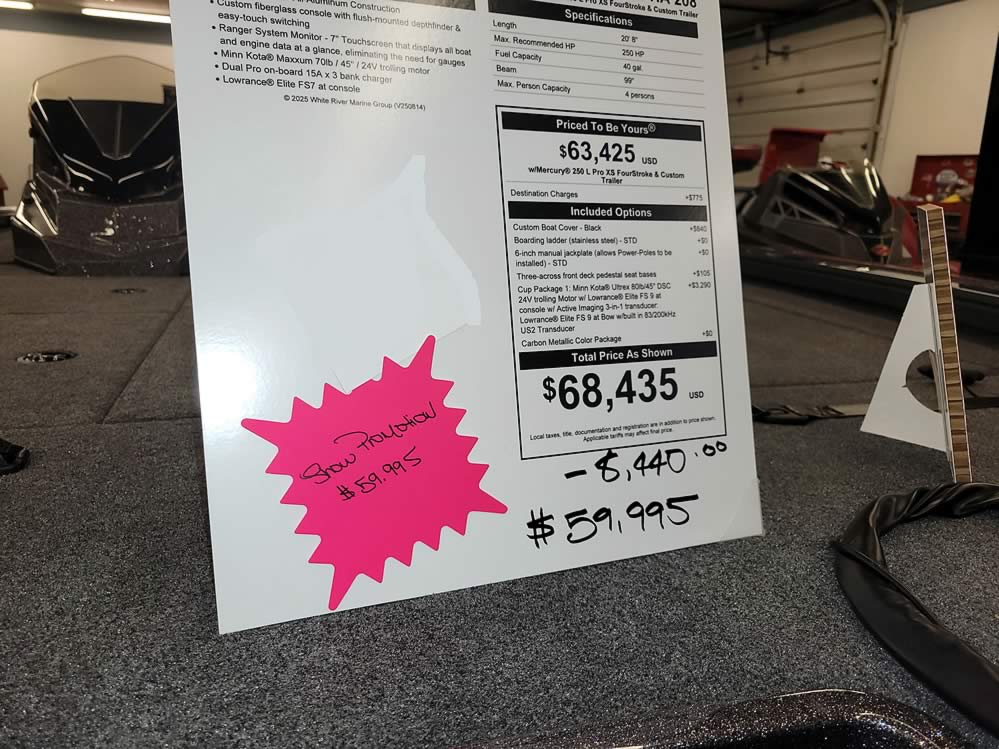 Aluminum Construction
• Custom fiberglass console with flush-mounted depthfinder &
easy-touch switching
• Ranger System Monitor - 7" Touchscreen that displays all boat
and engine data at a glance, eliminating the need for gauges
• Minn Kota® Maxxum 70lb / 45" / 24V trolling motor
• Dual Pro on-board 15A x 3 bank charger
• Lowrance® Elite FS7 at console
© 2025 White River Marine Group (V250814)
208
L Pro XS FourStroke & Custom Trailer
Specifications
Length 20' 8"
Max. Recommended HP 250 HP
Fuel Capacity 40 gal.
Beam 99"
Max. Person Capacity 4 persons
Priced To Be Yours®
$63,425 USD
w/Mercury® 250 L Pro XS FourStroke & Custom
Trailer
Destination Charges +$775
Included Options
Custom Boat Cover - Black +$840
Boarding ladder (stainless steel) - STD +$0
6-inch manual jackplate (allows Power-Poles to be +$0
installed) - STD
Three-across front deck pedestal seat bases +$105
Cup Package 1: Minn Kota® Ultrex 80lb/45" DSC +$3,290
24V trolling Motor w/ Lowrance® Elite FS 9 at
console w/ Active Imaging 3-in-1 transducer:
Lowrance® Elite FS 9 at Bow w/built in 83/200kHz
US2 Transducer
Carbon Metallic Color Package +$0
Total Price As Shown
$68,435 USD
Local taxes, title, documentation and registration are in addition to price shown.
Applicable tariffs may affect final price.
- 8,440.00
$59,995
Show Promotion
$59,995